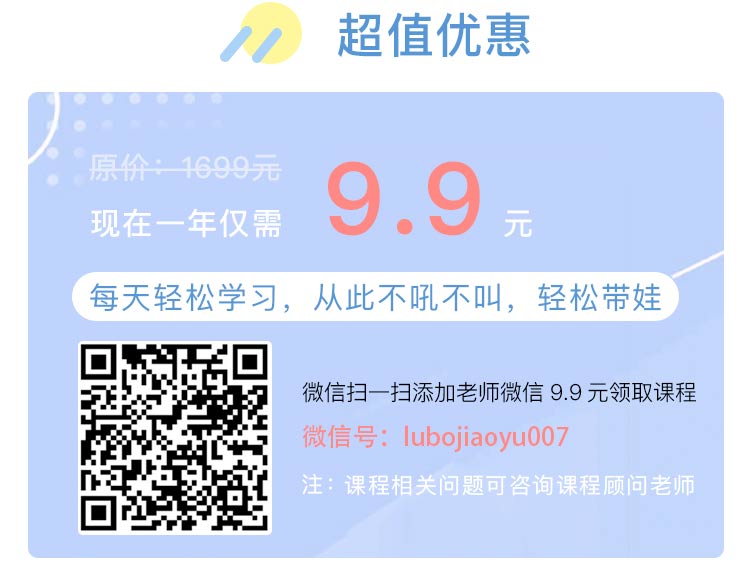 超值优惠
原价：1699元
现在一年仅需 9.9 元
每天轻松学习，从此不吼不叫，轻松带娃
微信扫一扫添加老师微信 9.9 元领取课程
微信号：lubojiaoyu007
注：课程相关问题可咨询课程顾问老师